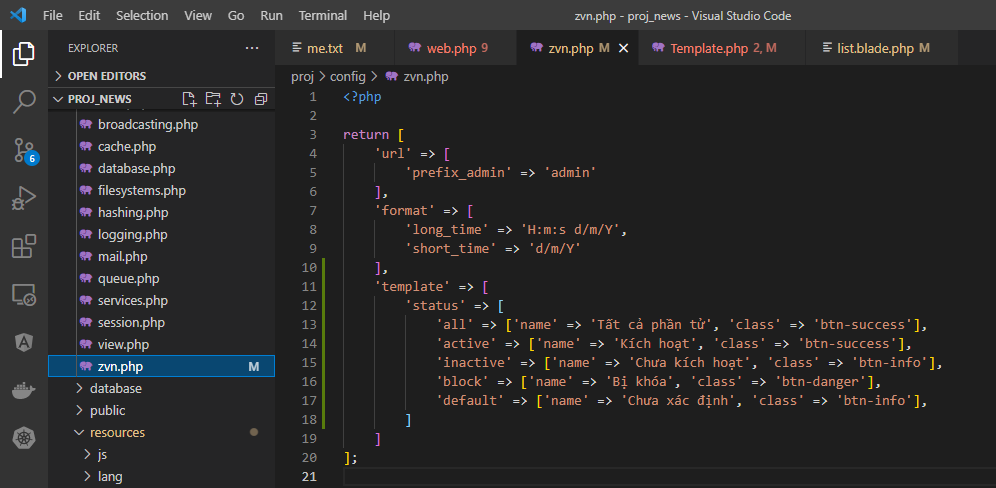 File Edit Selection View Go Run Terminal Help zvn.php - proj_news - Visual Studio Code
EXPLORER ...
me.txt M web.php 9 zvn.php M Template.php 2, M list.blade.php M
OPEN EDITORS
proj > config > zvn.php
PROJ_NEWS
broadcasting.php
cache.php
database.php
filesystems.php
hashing.php
logging.php
mail.php
queue.php
services.php
session.php
view.php
zvn.php M
database
public
resources
js
lang
6
1 <?php
2
3 return [
4 'url' => [
5 'prefix_admin' => 'admin'
6 ],
7 'format' => [
8 'long_time' => 'H:m:s d/m/Y',
9 'short_time' => 'd/m/Y'
10 ],
11 'template' => [
12 'status' => [
13 'all' => ['name' => 'Tất cả phần tử', 'class' => 'btn-success'],
14 'active' => ['name' => 'Kích hoạt', 'class' => 'btn-success'],
15 'inactive' => ['name' => 'Chưa kích hoạt', 'class' => 'btn-info'],
16 'block' => ['name' => 'Bị khóa', 'class' => 'btn-danger'],
17 'default' => ['name' => 'Chưa xác định', 'class' => 'btn-info'],
18 ]
19 ]
20 ];
21